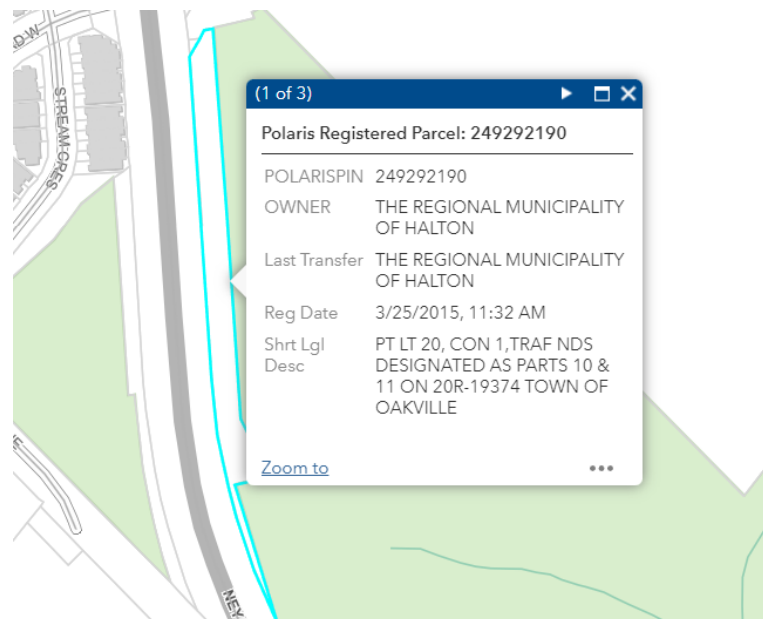 D W
STREAM CRES
(1 of 3)
Polaris Registered Parcel: 249292190
POLARISPIN 249292190
OWNER THE REGIONAL MUNICIPALITY
OF HALTON
Last Transfer THE REGIONAL MUNICIPALITY
OF HALTON
Reg Date 3/25/2015, 11:32 AM
Shrt Lgl PT LT 20, CON 1,TRAF NDS
Desc DESIGNATED AS PARTS 10 &
11 ON 20R-19374 TOWN OF
OAKVILLE
Zoom to
NEY